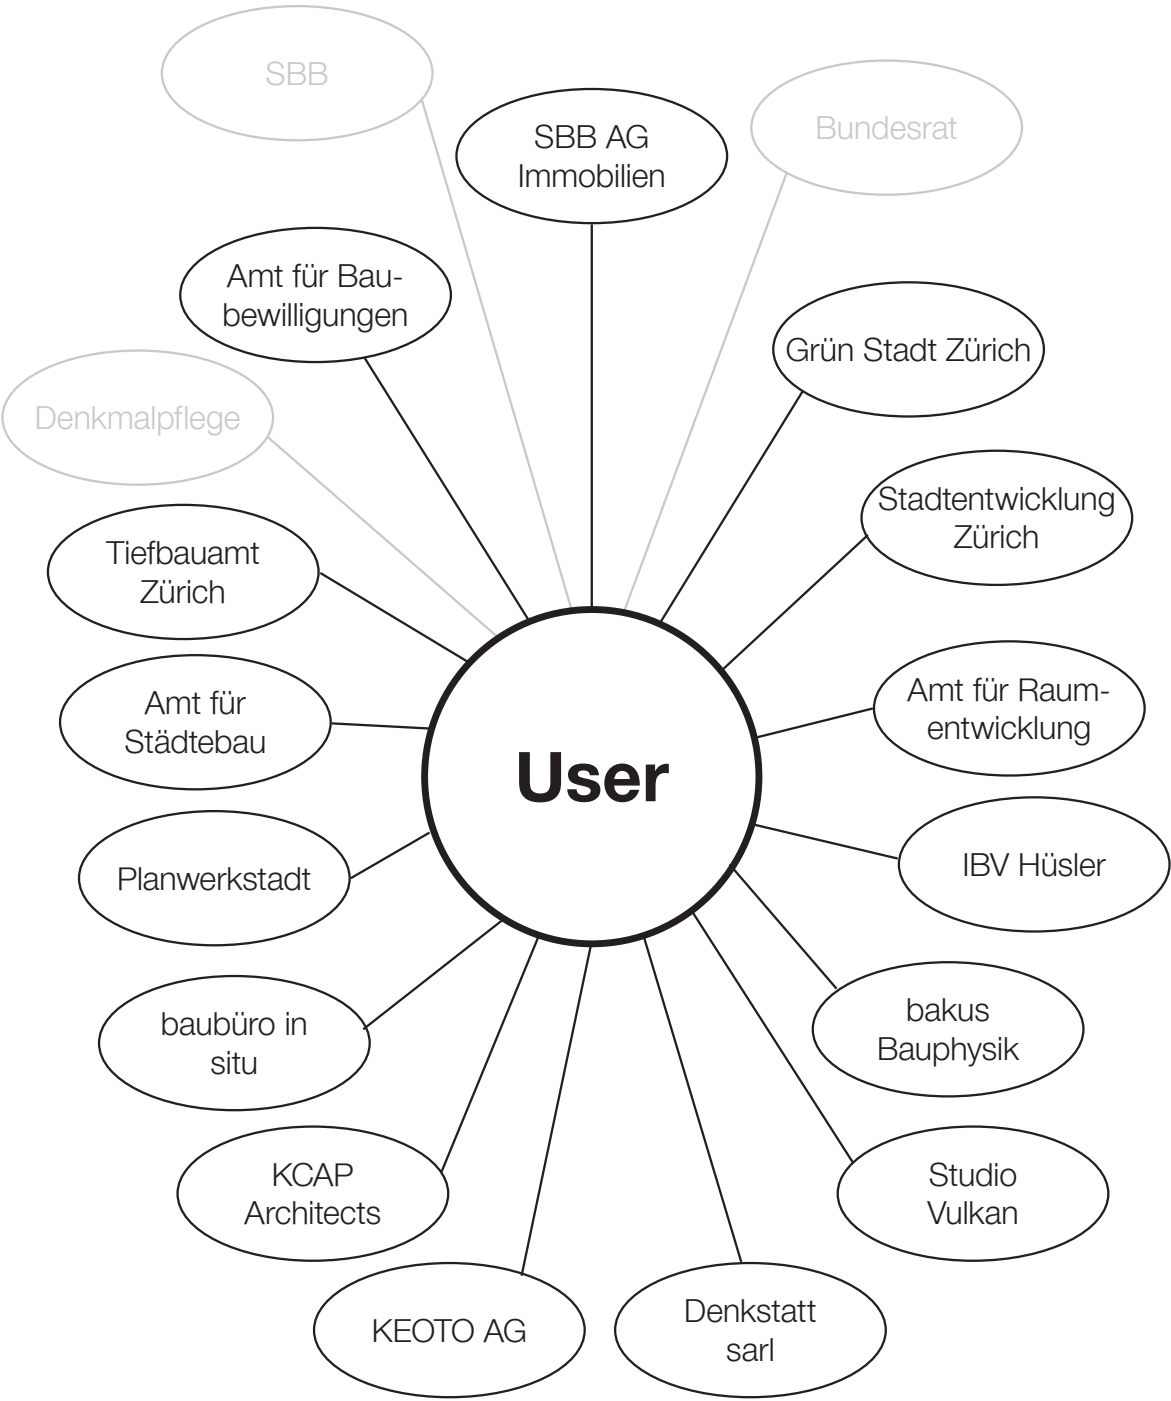 SBB
Bundesrat
SBB AG
Immobilien
Amt für Bau-
bewilligungen
Grün Stadt Zürich
Denkmalpflege
Stadtentwicklung
Zürich
Tiefbauamt
Zürich
Amt für Raum-
entwicklung
Amt für
Städtebau
User
IBV Hüsler
Planwerkstadt
bakus
Bauphysik
baubüro in
situ
Studio
Vulkan
KCAP
Architects
Denkstatt
sarl
KEOTO AG